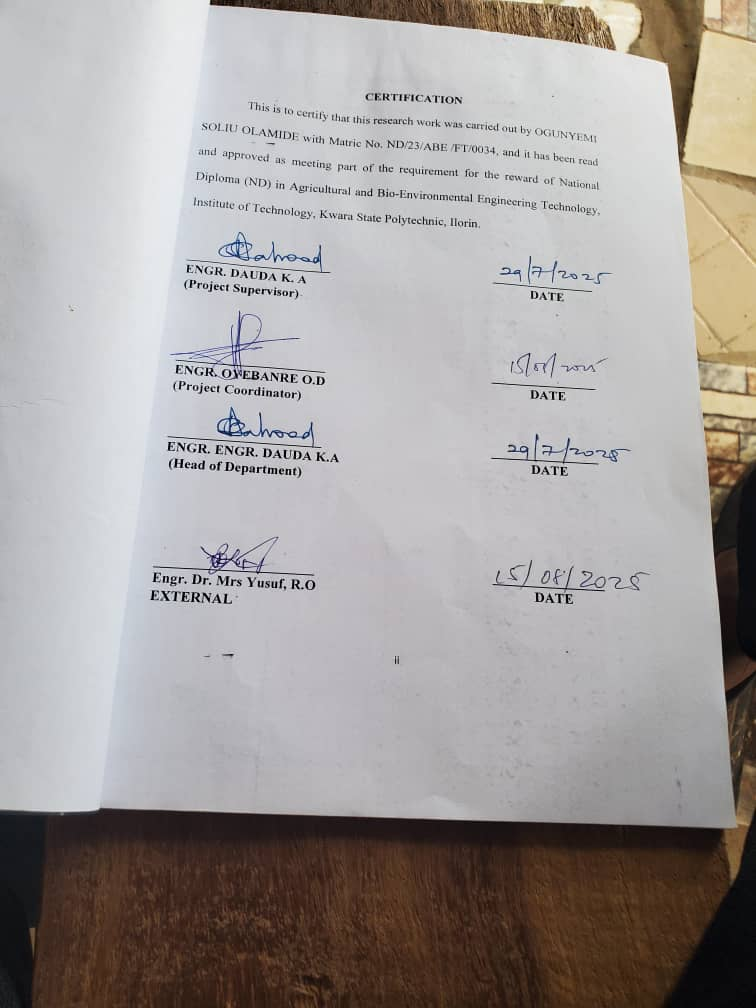 CERTIFICATION
This is to certify that this research work was carried out by OGUNYEMI
SOLIU OLAMIDE with Matric No. ND/23/ABE /FT/0034, and it has been read
and approved as meeting part of the requirement for the reward of National
Diploma (ND) in Agricultural and Bio-Environmental Engineering Technology,
Institute of Technology, Kwara State Polytechnic, Ilorin.
29/7/2025
ENGR. DAUDA K. A
(Project Supervisor)
DATE
15/08/2025
ENGR. OYEBANRE O.D
(Project Coordinator)
DATE
29/7/2025
ENGR. ENGR. DAUDA K.A
(Head of Department)
DATE
15/08/2025
Engr. Dr. Mrs Yusuf, R.O
EXTERNAL
DATE
ii